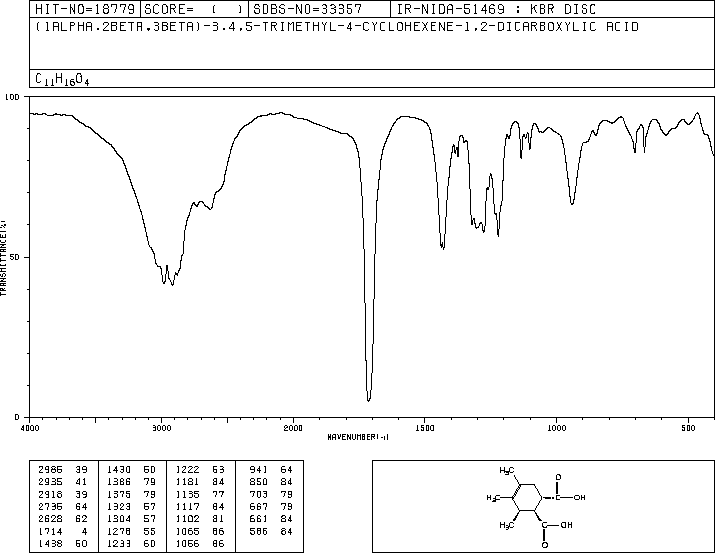 HIT-NO=18779 SCORE= ( ) SDBS-NO=33357 IR-NIDA-51469 : KBR DISC
(1ALPHA,2BETA,3BETA)-3,4,5-TRIMETHYL-4-CYCLOHEXENE-1,2-DICARBOXYLIC ACID
C11H16O4
100
50
0
TRANSMITTANCE(%)
4000 3000 2000 1500 1000 500
WAVENUMBER(-1)
2986 39 1430 60 1222 63 941 64
2935 41 1386 79 1181 84 850 84
2918 39 1375 79 1135 77 703 79
2735 64 1323 57 1117 84 667 79
2628 62 1304 57 1102 81 661 84
1714 4 1278 55 1065 86 586 84
1438 50 1233 60 1056 86
H3C
H3C
H3C
O
OH
OH
O